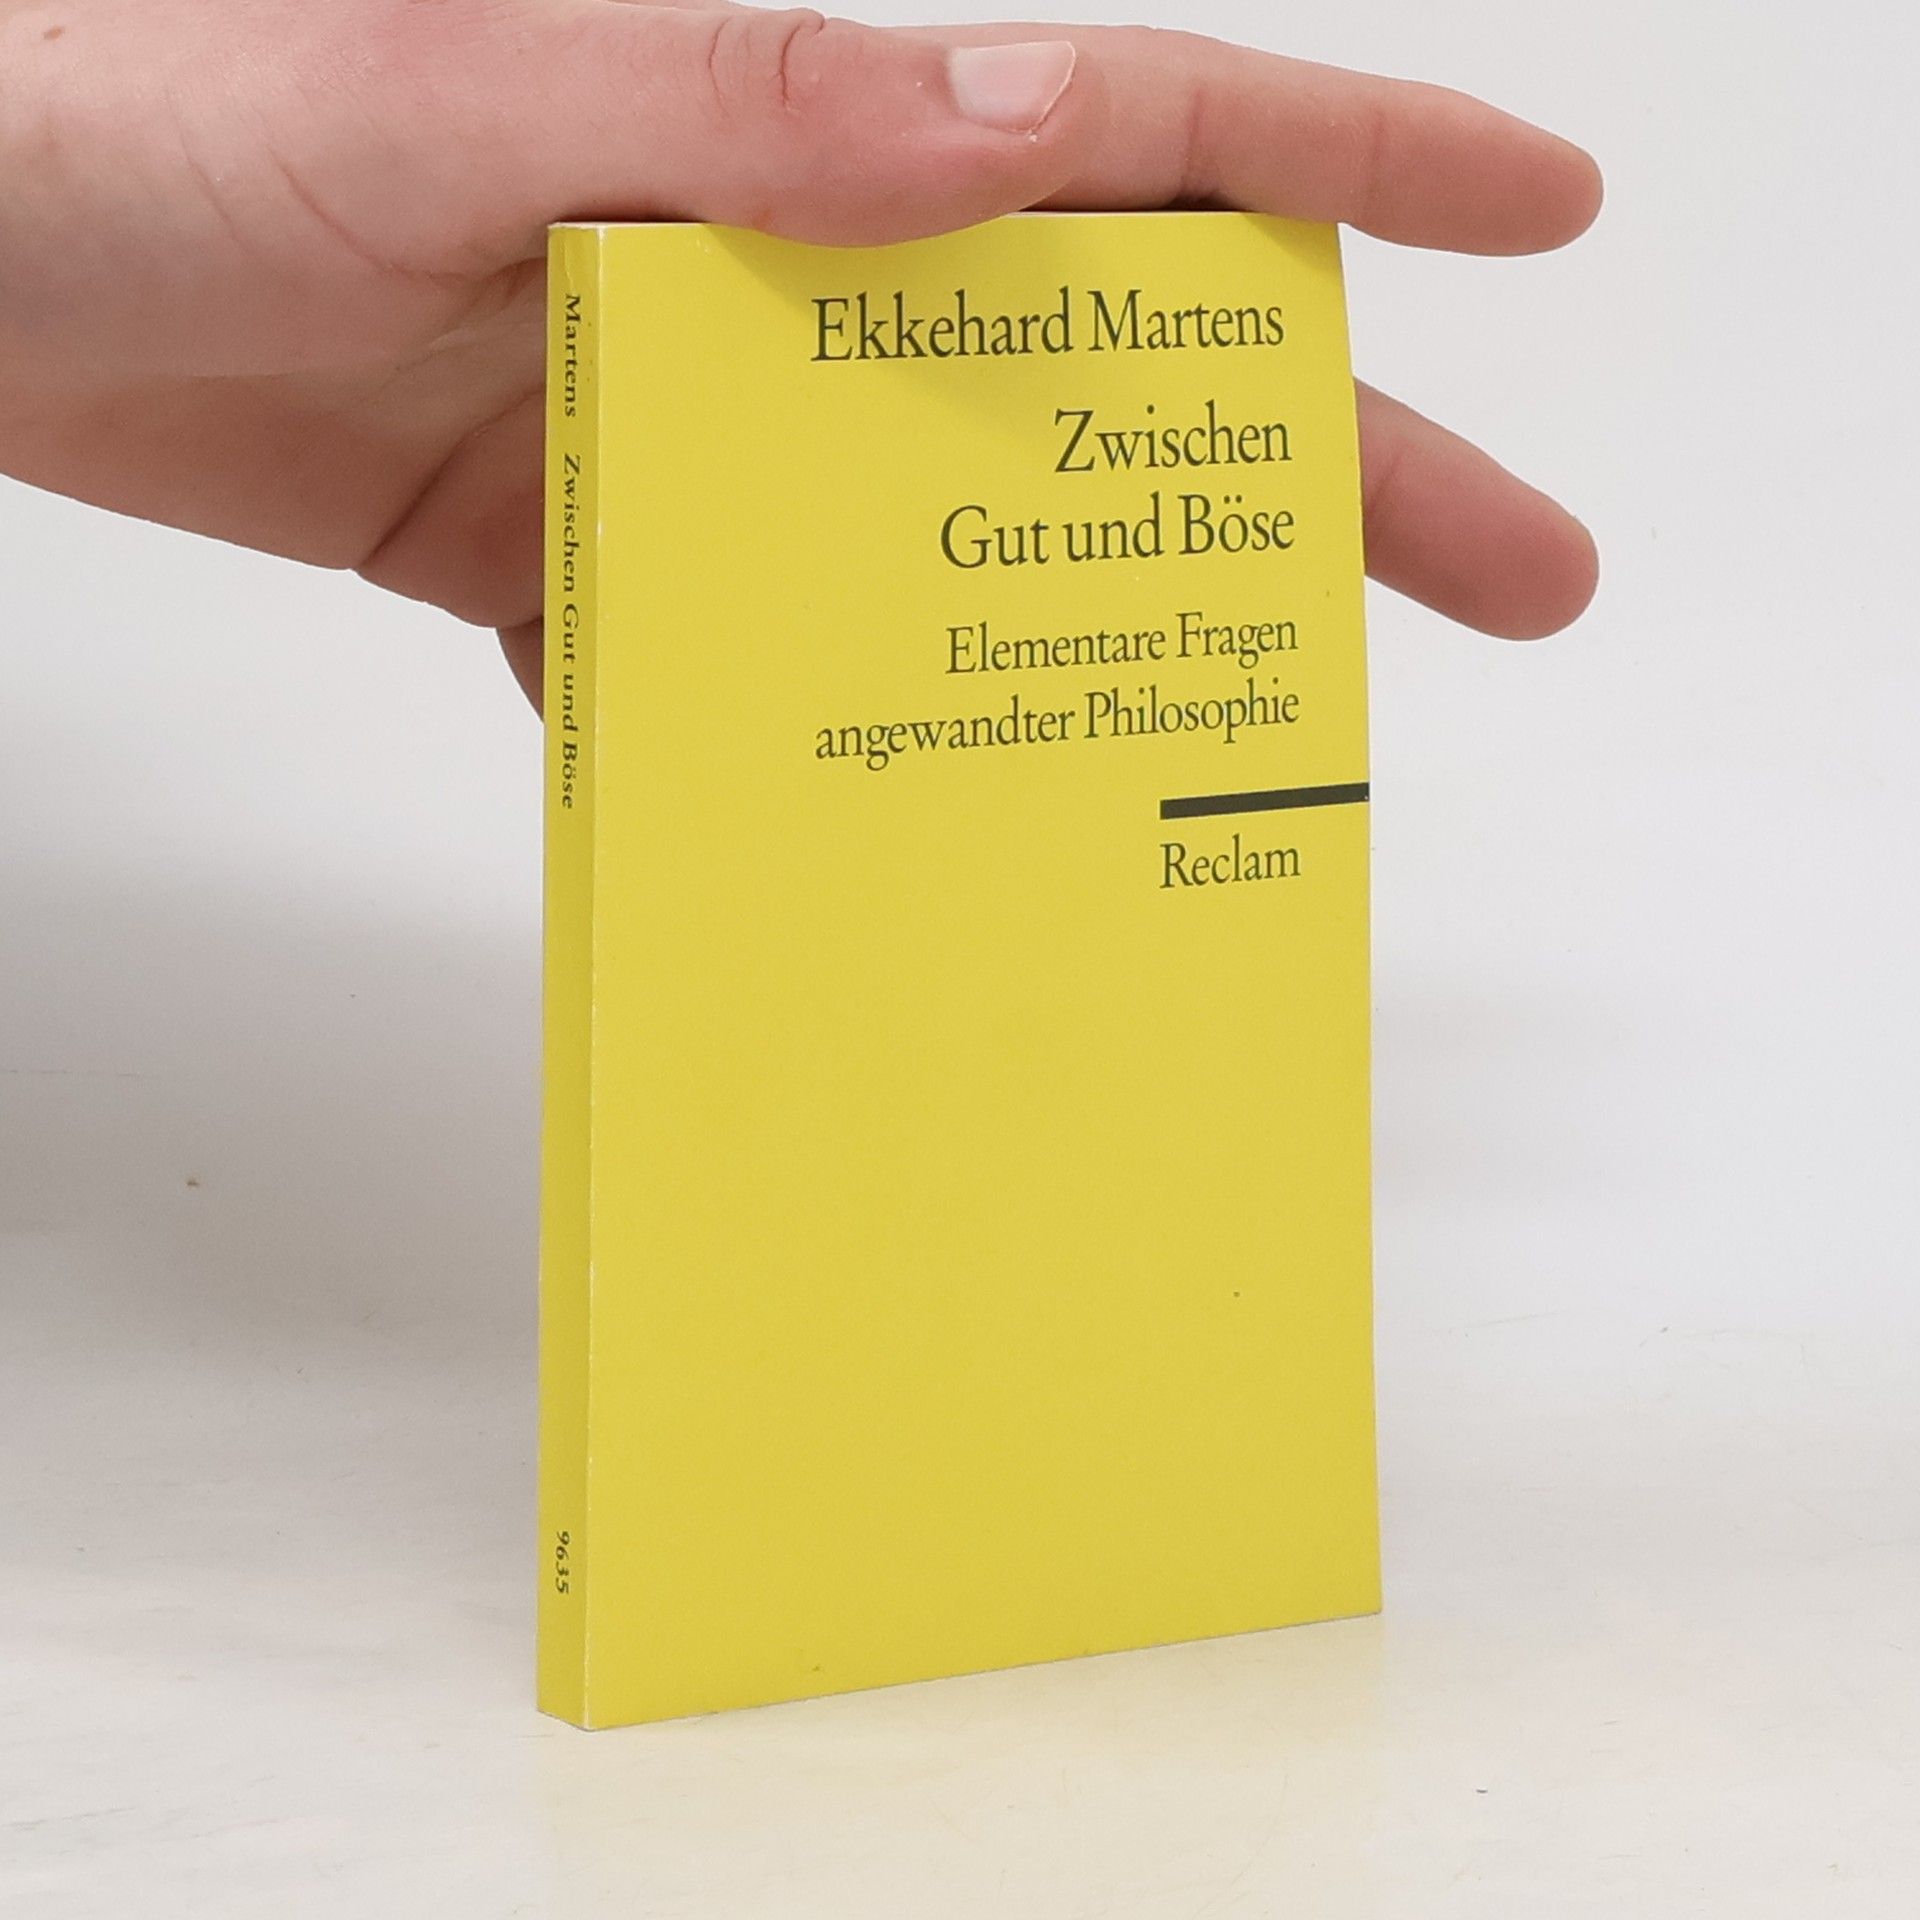 Martens Zwischen Gut und Böse 9635
Ekkehard Martens
Zwischen
Gut und Böse
Elementare Fragen
angewandter Philosophie
Reclam